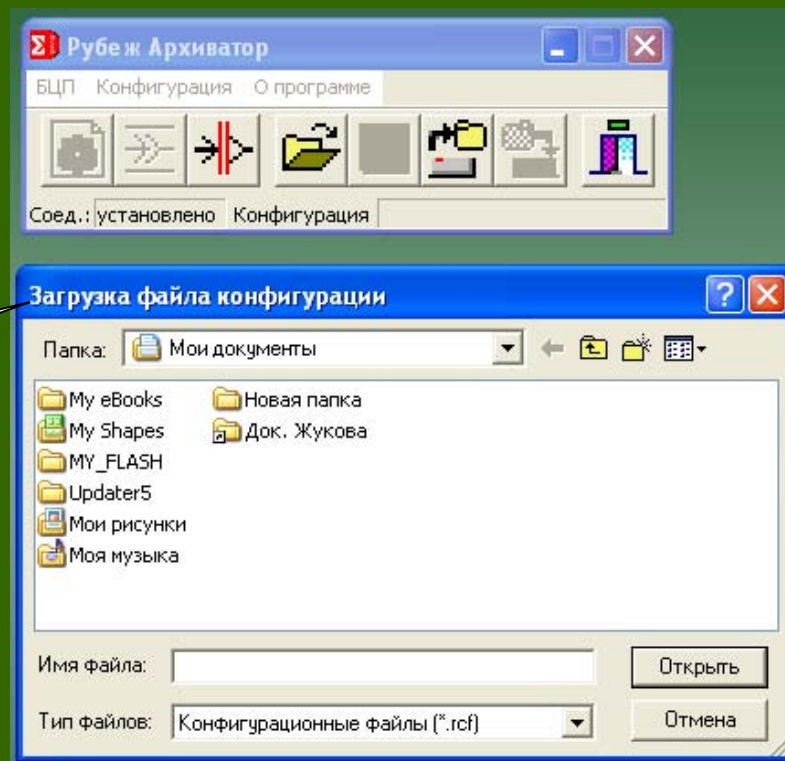 Рубеж Архиватор
БЦП Конфигурация О программе
Соед.: установлено Конфигурация
Загрузка файла конфигурации
Папка: Мои документы
My eBooks Новая папка
My Shapes Док. Жукова
MY_FLASH
Updater5
Мои рисунки
Моя музыка
Имя файла: Открыть
Тип файлов: Конфигурационные файлы (*.rcf) Отмена